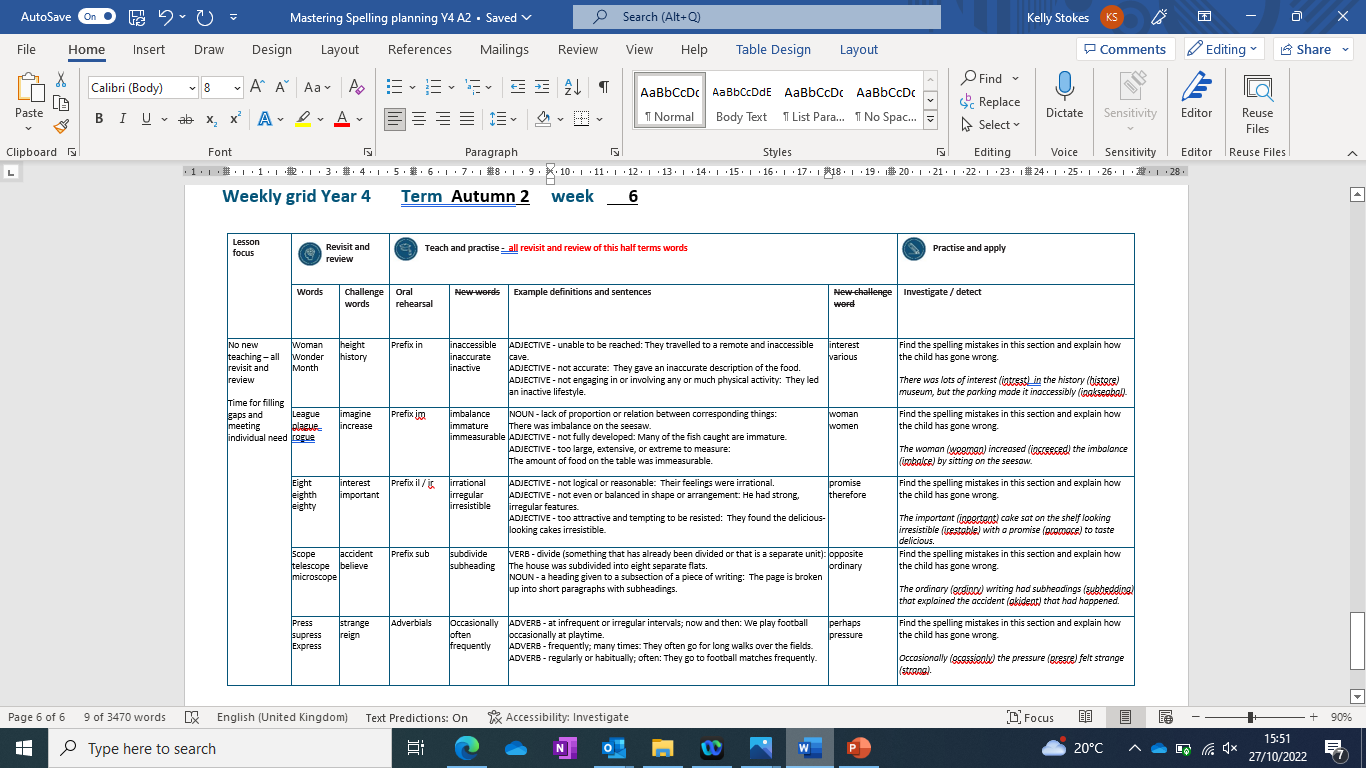 AutoSave On Mastering Spelling planning Y4 A2 • Saved Search (Alt+Q) Kelly Stokes KS
File Home Insert Draw Design Layout References Mailings Review View Help Table Design Layout Comments Editing Share
Paste Calibri (Body) 8 Aa AaBbCcDc AaBbCcDdE AaBbCcDc AaBbCcDc Find Replace Select Dictate Sensitivity Editor Reuse Files
B I U ab x₂ x² A A ¶ Normal Body Text ¶ List Para... ¶ No Spac...
Clipboard Font Paragraph Styles Editing Voice Sensitivity Editor Reuse Files
Weekly grid Year 4 Term Autumn 2 week 6
Lesson focus
Revisit and review
Teach and practise - all revisit and review of this half terms words
Practise and apply
Words
Challenge words
Oral rehearsal
New words
Example definitions and sentences
New challenge word
Investigate / detect
No new
teaching – all
revisit and
review
Time for filling
gaps and
meeting
individual need
Woman
Wonder
Month
height
history
Prefix in
inaccessible
inaccurate
inactive
ADJECTIVE - unable to be reached: They travelled to a remote and inaccessible
cave.
ADJECTIVE - not accurate: They gave an inaccurate description of the food.
ADJECTIVE - not engaging in or involving any or much physical activity: They led
an inactive lifestyle.
interest
various
Find the spelling mistakes in this section and explain how
the child has gone wrong.
There was lots of interest (intrest) in the history (histore)
museum, but the parking made it inaccessibly (inakseabal).
League
plague
rogue
imagine
increase
Prefix im
imbalance
immature
immeasurable
NOUN - lack of proportion or relation between corresponding things:
There was imbalance on the seesaw.
ADJECTIVE - not fully developed: Many of the fish caught are immature.
ADJECTIVE - too large, extensive, or extreme to measure:
The amount of food on the table was immeasurable.
woman
women
Find the spelling mistakes in this section and explain how
the child has gone wrong.
The woman (wooman) increased (increeced) the imbalance
(imbalce) by sitting on the seesaw.
Eight
eighth
eighty
interest
important
Prefix il / ir
irrational
irregular
irresistible
ADJECTIVE - not logical or reasonable: Their feelings were irrational.
ADJECTIVE - not even or balanced in shape or arrangement: He had strong,
irregular features.
ADJECTIVE - too attractive and tempting to be resisted: They found the delicious-
looking cakes irresistible.
promise
therefore
Find the spelling mistakes in this section and explain how
the child has gone wrong.
The important (inportant) cake sat on the shelf looking
irresistible (irestable) with a promise (promace) to taste
delicious.
Scope
telescope
microscope
accident
believe
Prefix sub
subdivide
subheading
VERB - divide (something that has already been divided or that is a separate unit):
The house was subdivided into eight separate flats.
NOUN - a heading given to a subsection of a piece of writing: The page is broken
up into short paragraphs with subheadings.
opposite
ordinary
Find the spelling mistakes in this section and explain how
the child has gone wrong.
The ordinary (ordinry) writing had subheadings (subhedding)
that explained the accident (akident) that had happened.
Press
supress
Express
strange
reign
Adverbials
Occasionally
often
frequently
ADVERB - at infrequent or irregular intervals; now and then: We play football
occasionally at playtime.
ADVERB - frequently; many times: They often go for long walks over the fields.
ADVERB - regularly or habitually; often: They go to football matches frequently.
perhaps
pressure
Find the spelling mistakes in this section and explain how
the child has gone wrong.
Occasionally (ocassionly) the pressure (presre) felt strange
(strang).
Page 6 of 6 9 of 3470 words English (United Kingdom) Text Predictions: On Accessibility: Investigate Focus 90%
Type here to search 20°C 15:51
27/10/2022 7